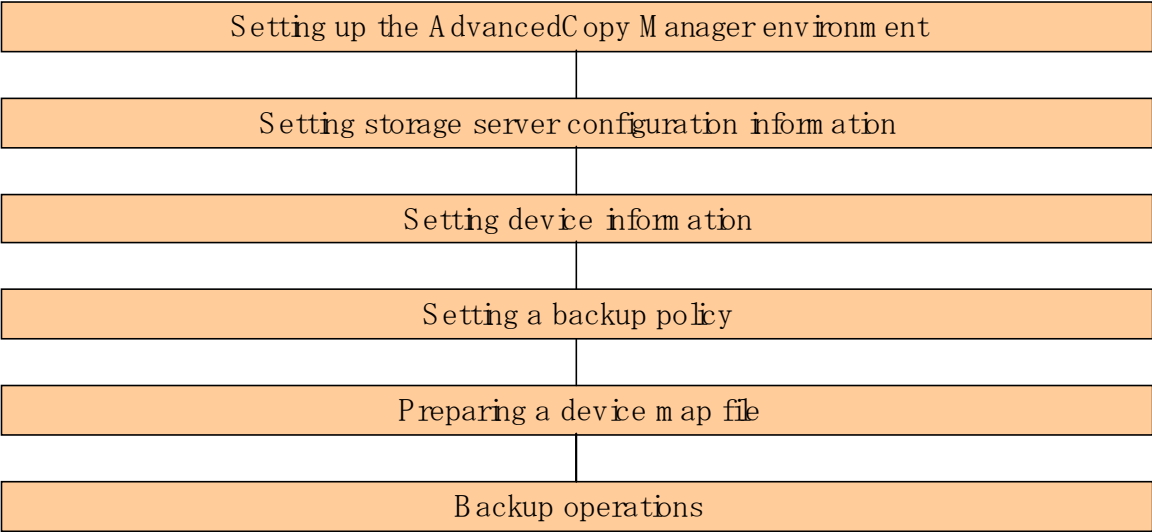 Setting up the AdvancedCopy Manager environment
Setting storage server configuration information
Setting device information
Setting a backup policy
Preparing a device map file
Backup operations